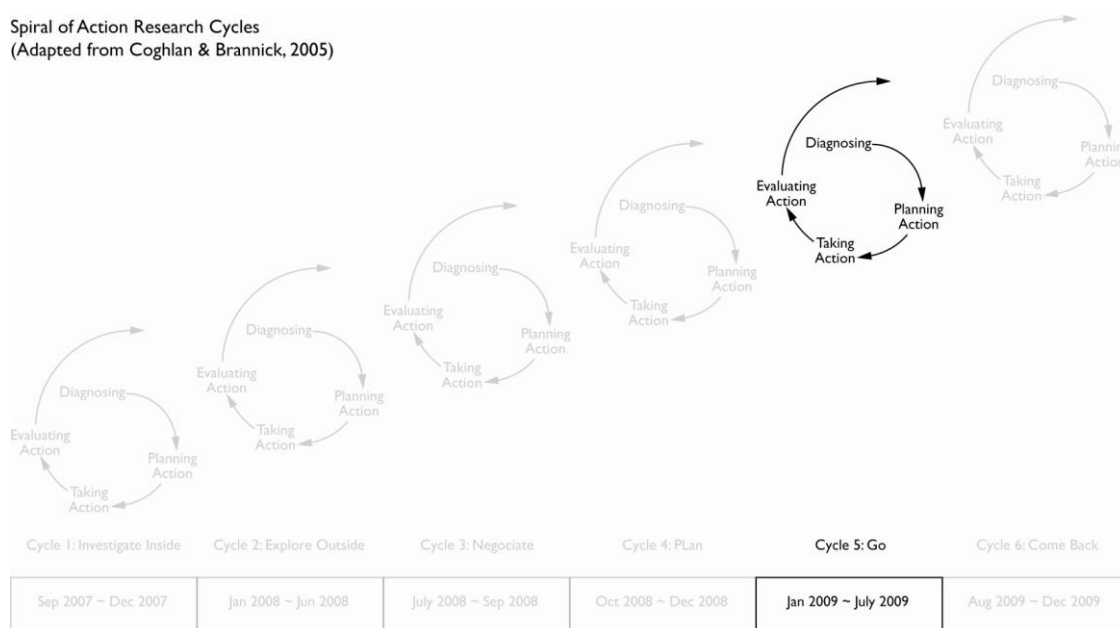 Spiral of Action Research Cycles
(Adapted from Coghlan & Brannick, 2005)
Diagnosing
Planning
Action
Taking
Action
Evaluating
Action
Diagnosing
Planning
Action
Taking
Action
Evaluating
Action
Diagnosing
Planning
Action
Taking
Action
Evaluating
Action
Diagnosing
Planning
Action
Taking
Action
Evaluating
Action
Diagnosing
Planning
Action
Taking
Action
Evaluating
Action
Diagnosing
Planning
Action
Taking
Action
Evaluating
Action
Cycle 1: Investigate Inside
Cycle 2: Explore Outside
Cycle 3: Negociate
Cycle 4: PLan
Cycle 5: Go
Cycle 6: Come Back
Sep 2007 ~ Dec 2007
Jan 2008 ~ Jun 2008
July 2008 ~ Sep 2008
Oct 2008 ~ Dec 2008
Jan 2009 ~ July 2009
Aug 2009 ~ Dec 2009